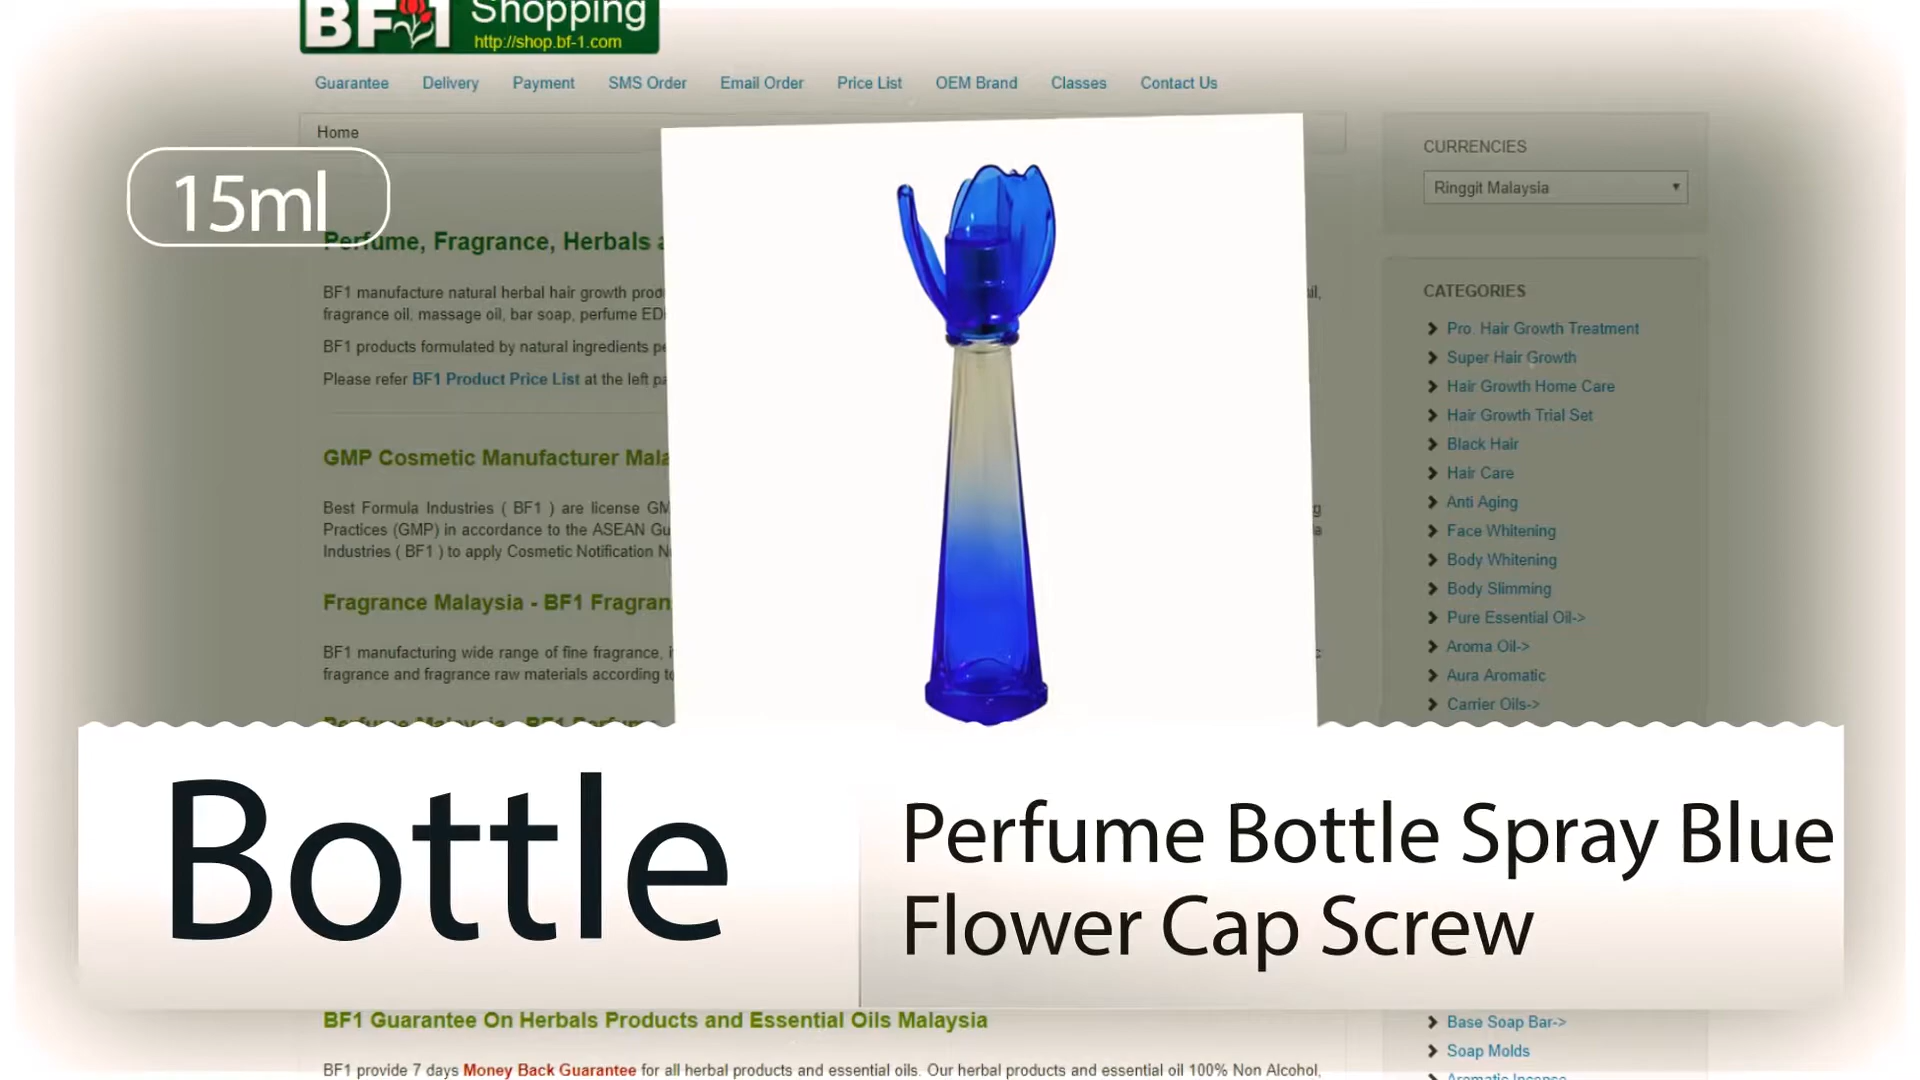 BF1 Shopping
http://shop.bf-1.com
Guarantee Delivery Payment SMS Order Email Order Price List OEM Brand Classes Contact Us
Home
15ml
Perfume, Fragrance, Herbals
BF1 manufacture natural herbal hair growth
fragrance oil, massage oil, bar soap, perfume
BF1 products formulated by natural ingredients
Please refer BF1 Product Price List at the left
GMP Cosmetic Manufacturer
Best Formula Industries ( BF1 ) are license
Practices (GMP) in accordance to the ASEAN
Industries ( BF1 ) to apply Cosmetic Notification
Fragrance Malaysia - BF1
BF1 manufacturing wide range of fine fragrance,
fragrance and fragrance raw materials according
Perfume Malaysia - BF1 Perfume
CURRENCIES
Ringgit Malaysia
CATEGORIES
Pro. Hair Growth Treatment
Super Hair Growth
Hair Growth Home Care
Hair Growth Trial Set
Black Hair
Hair Care
Anti Aging
Face Whitening
Body Whitening
Body Slimming
Pure Essential Oil->
Aroma Oil->
Aura Aromatic
Carrier Oils->
Bottle
Perfume Bottle Spray Blue
Flower Cap Screw
BF1 Guarantee On Herbals Products and Essential Oils Malaysia
BF1 provide 7 days Money Back Guarantee for all herbal products and essential oils. Our herbal products and essential oil 100% Non Alcohol,
Base Soap Bar->
Soap Molds
Aromatic Incense